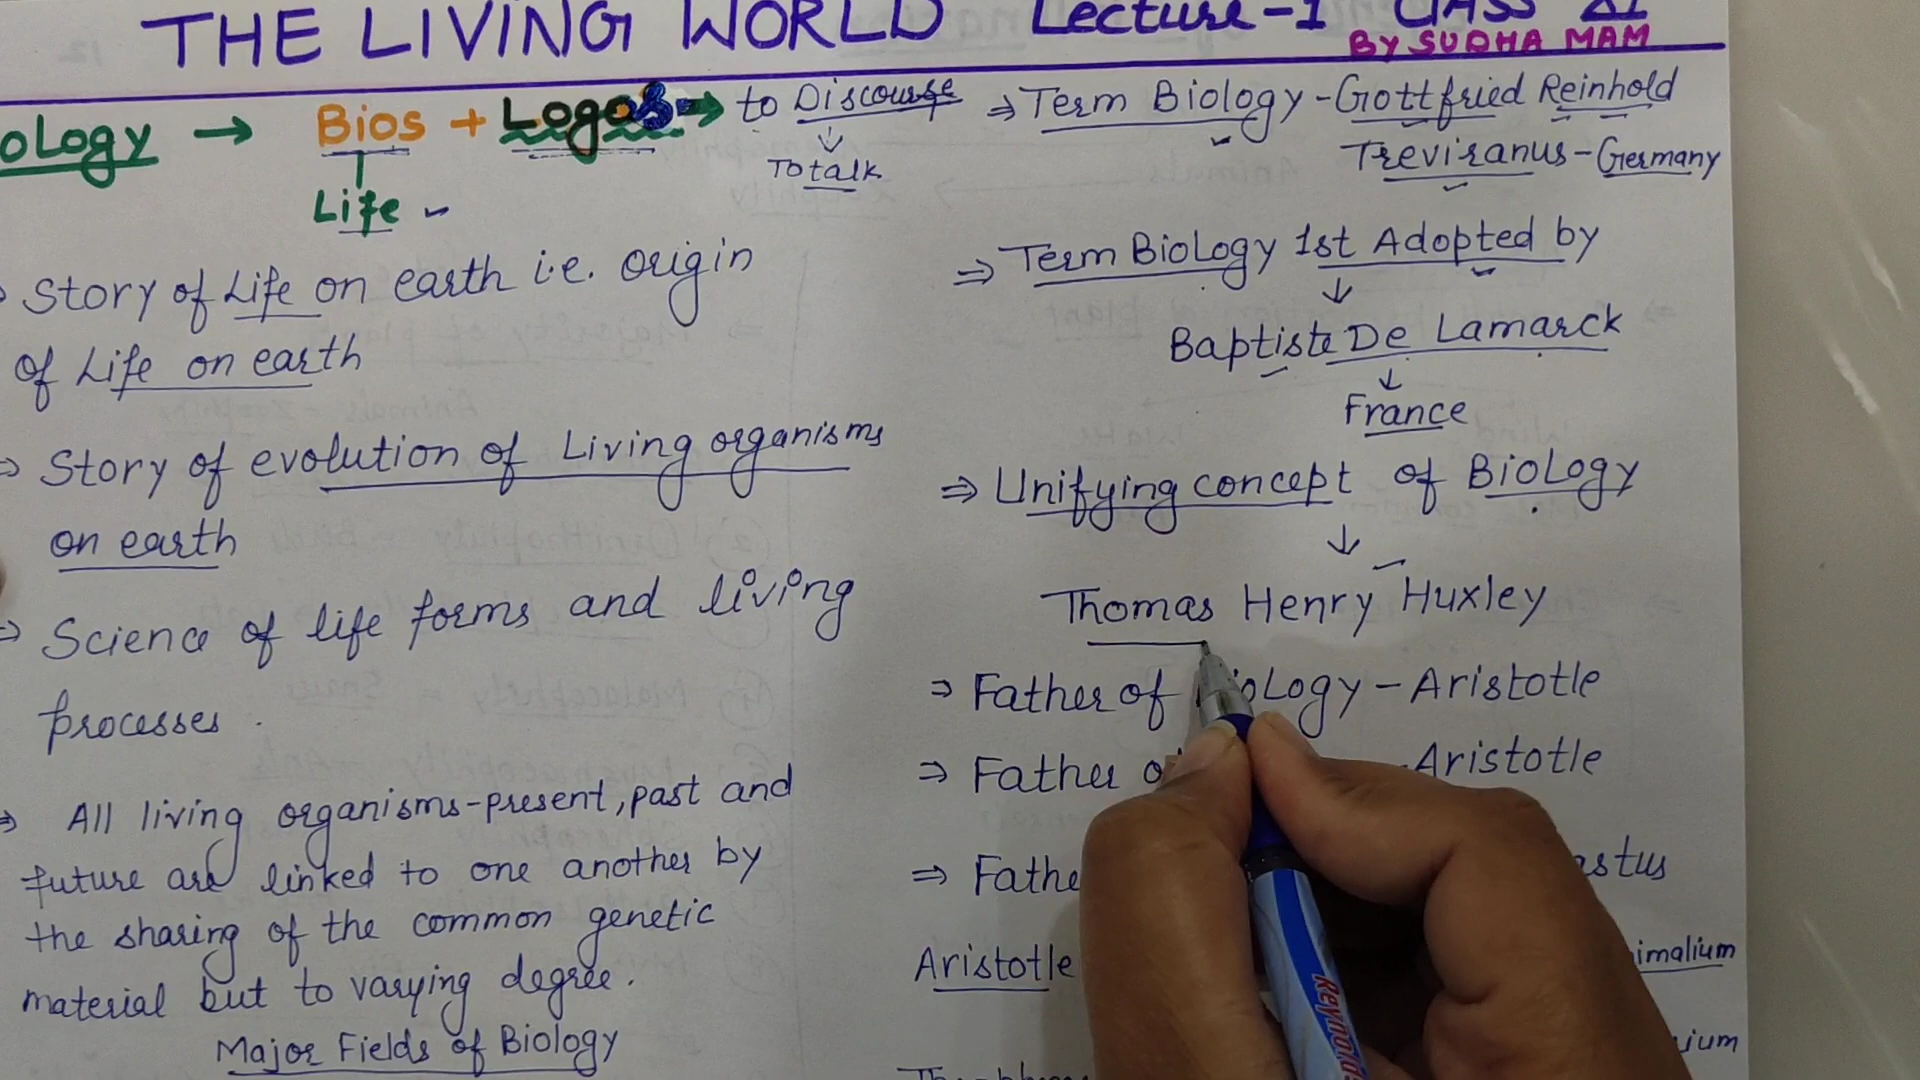 THE LIVING WORLD Lecture-1 CLASS XI
BY SUDHA MAM
ology → Bios + Logos → to Discourse
Life
To talk
⇒ Story of Life on earth i.e. origin
of Life on earth
⇒ Story of evolution of Living organisms
on earth
⇒ Science of life forms and living
processes.
⇒ All living organisms-present, past and
future are linked to one another by
the sharing of the common genetic
material but to varying degree.
Major Fields of Biology
⇒ Term Biology - Gottfried Reinhold
Treviranus - Germany
⇒ Term Biology 1st Adopted by
↓
Baptiste De Lamarck
↓
France
⇒ Unifying concept of Biology
↓
Thomas Henry Huxley
⇒ Father of Biology - Aristotle
⇒ Father - Aristotle
⇒ Fathe astus
Aristotle imalium
ium
Reynolds